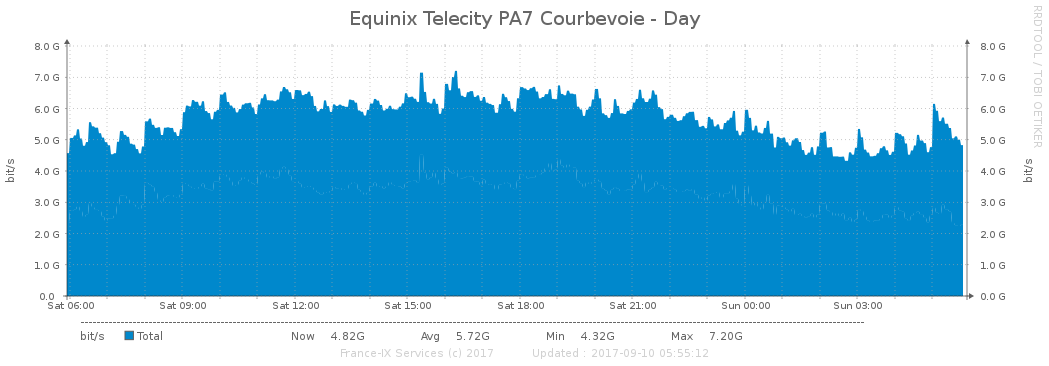 Equinix Telecity PA7 Courbevoie - Day
RRDTOOL / TOBI OETIKER
8.0 G 8.0 G
7.0 G 7.0 G
6.0 G 6.0 G
5.0 G 5.0 G
4.0 G 4.0 G
3.0 G 3.0 G
2.0 G 2.0 G
1.0 G 1.0 G
0.0 0.0 G
bit/s
bit/s
Sat 06:00 Sat 09:00 Sat 12:00 Sat 15:00 Sat 18:00 Sat 21:00 Sun 00:00 Sun 03:00
bit/s Total Now 4.82G Avg 5.72G Min 4.32G Max 7.20G
France-IX Services (c) 2017 Updated : 2017-09-10 05:55:12